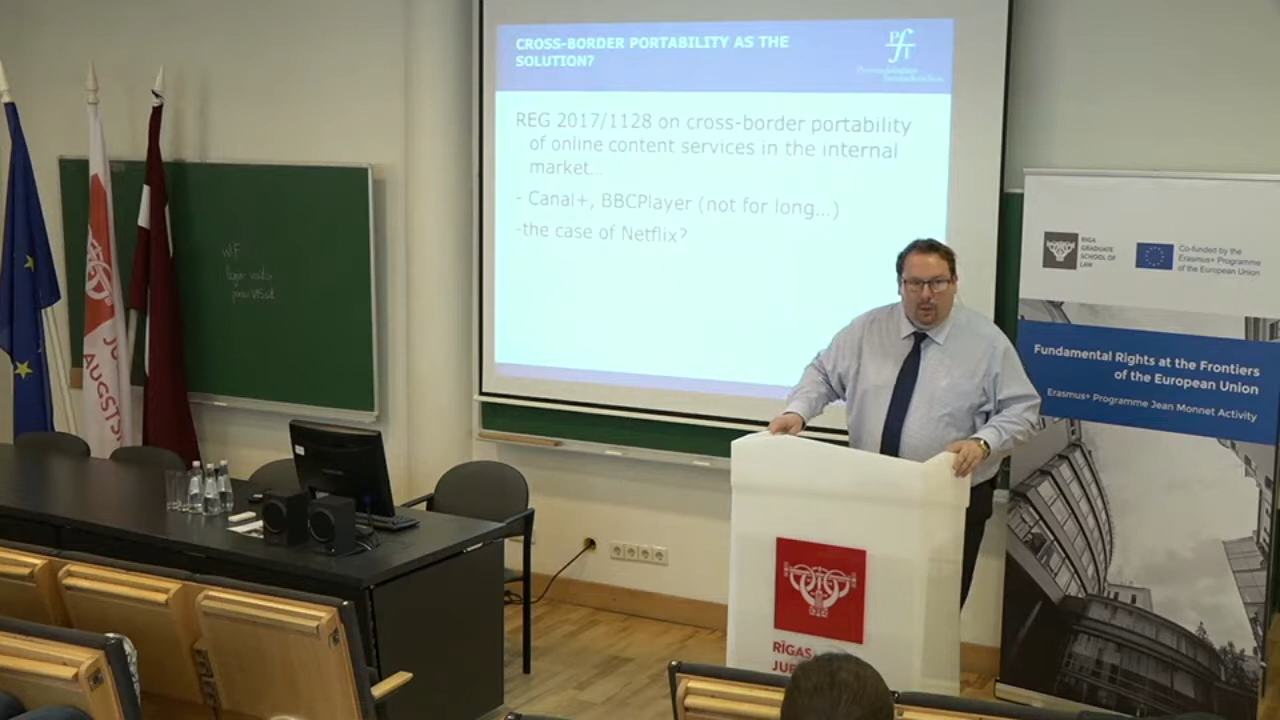 CROSS-BORDER PORTABILITY AS THE
SOLUTION?
PfT
REG 2017/1128 on cross-border portability
of online content services in the internal
market...
- Canal+, BBCPlayer (not for long...)
-the case of Netflix?
AUGSTS
RIGA
GRADUATE
SCHOOL OF
LAW
Co-funded by the
Erasmus+ Programme
of the European Union
Fundamental Rights at the Frontiers
of the European Union
Erasmus+ Programme Jean Monnet Activity
RĪGAS
JU